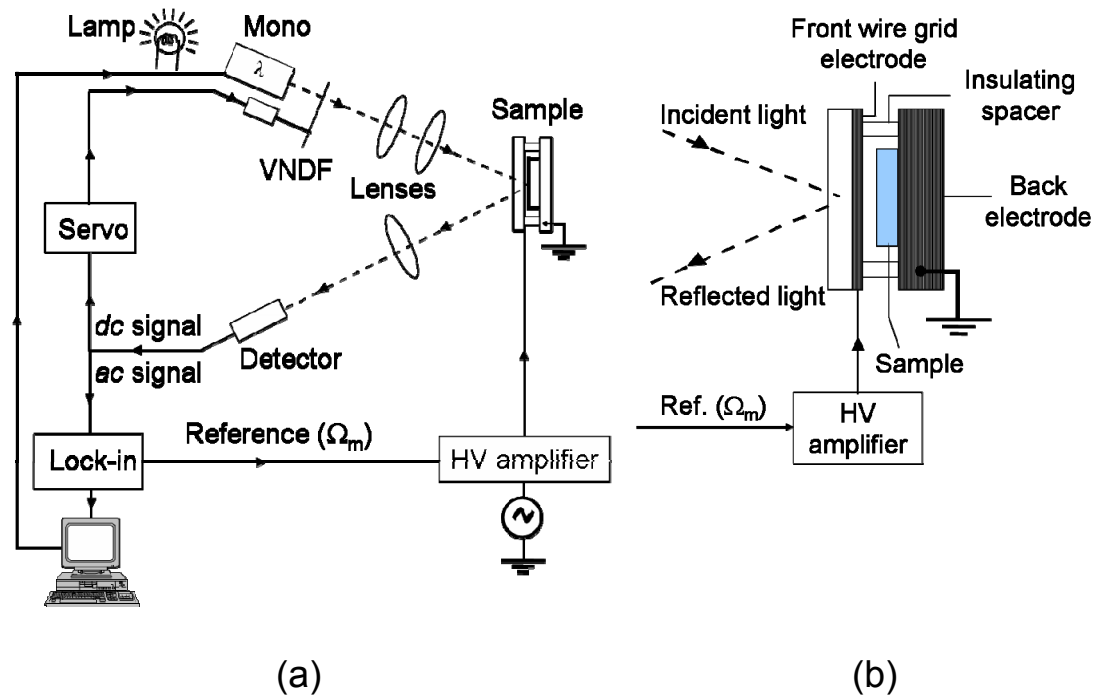 Lamp
Mono
λ
VNDF
Lenses
Sample
Servo
dc signal
ac signal
Detector
Reference (Ωm)
Lock-in
HV amplifier
(a)
Front wire grid
electrode
Insulating
spacer
Incident light
Back
electrode
Reflected light
Sample
Ref. (Ωm)
HV
amplifier
(b)